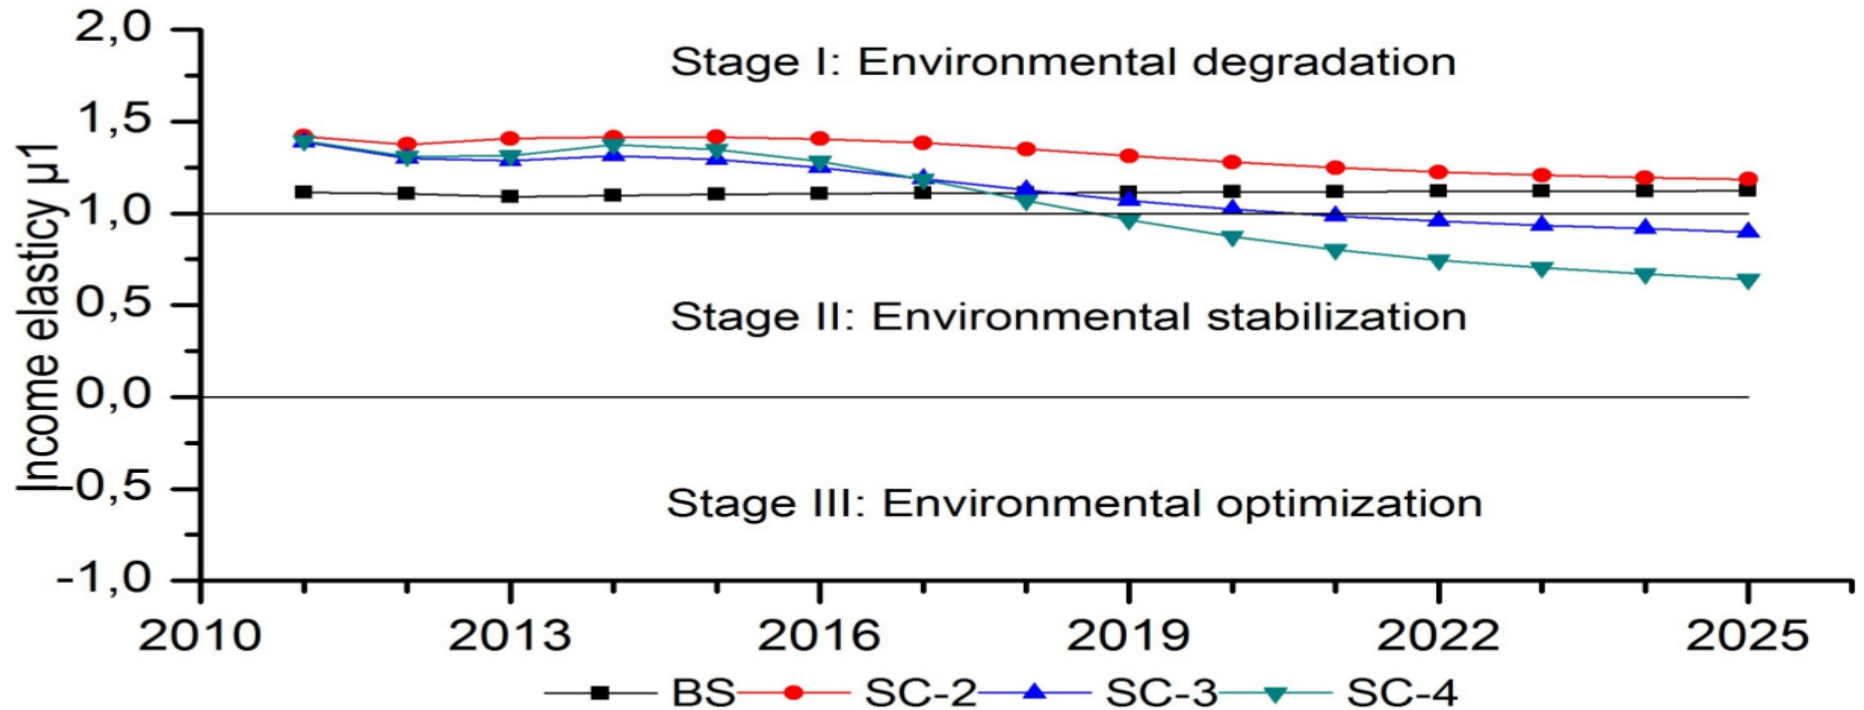 2,0
Stage I: Environmental degradation
1,5
1,0
0,5
Stage II: Environmental stabilization
0,0
-0,5
Stage III: Environmental optimization
-1,0
Income elasticy µ1
2010 2013 2016 2019 2022 2025
BS SC-2 SC-3 SC-4